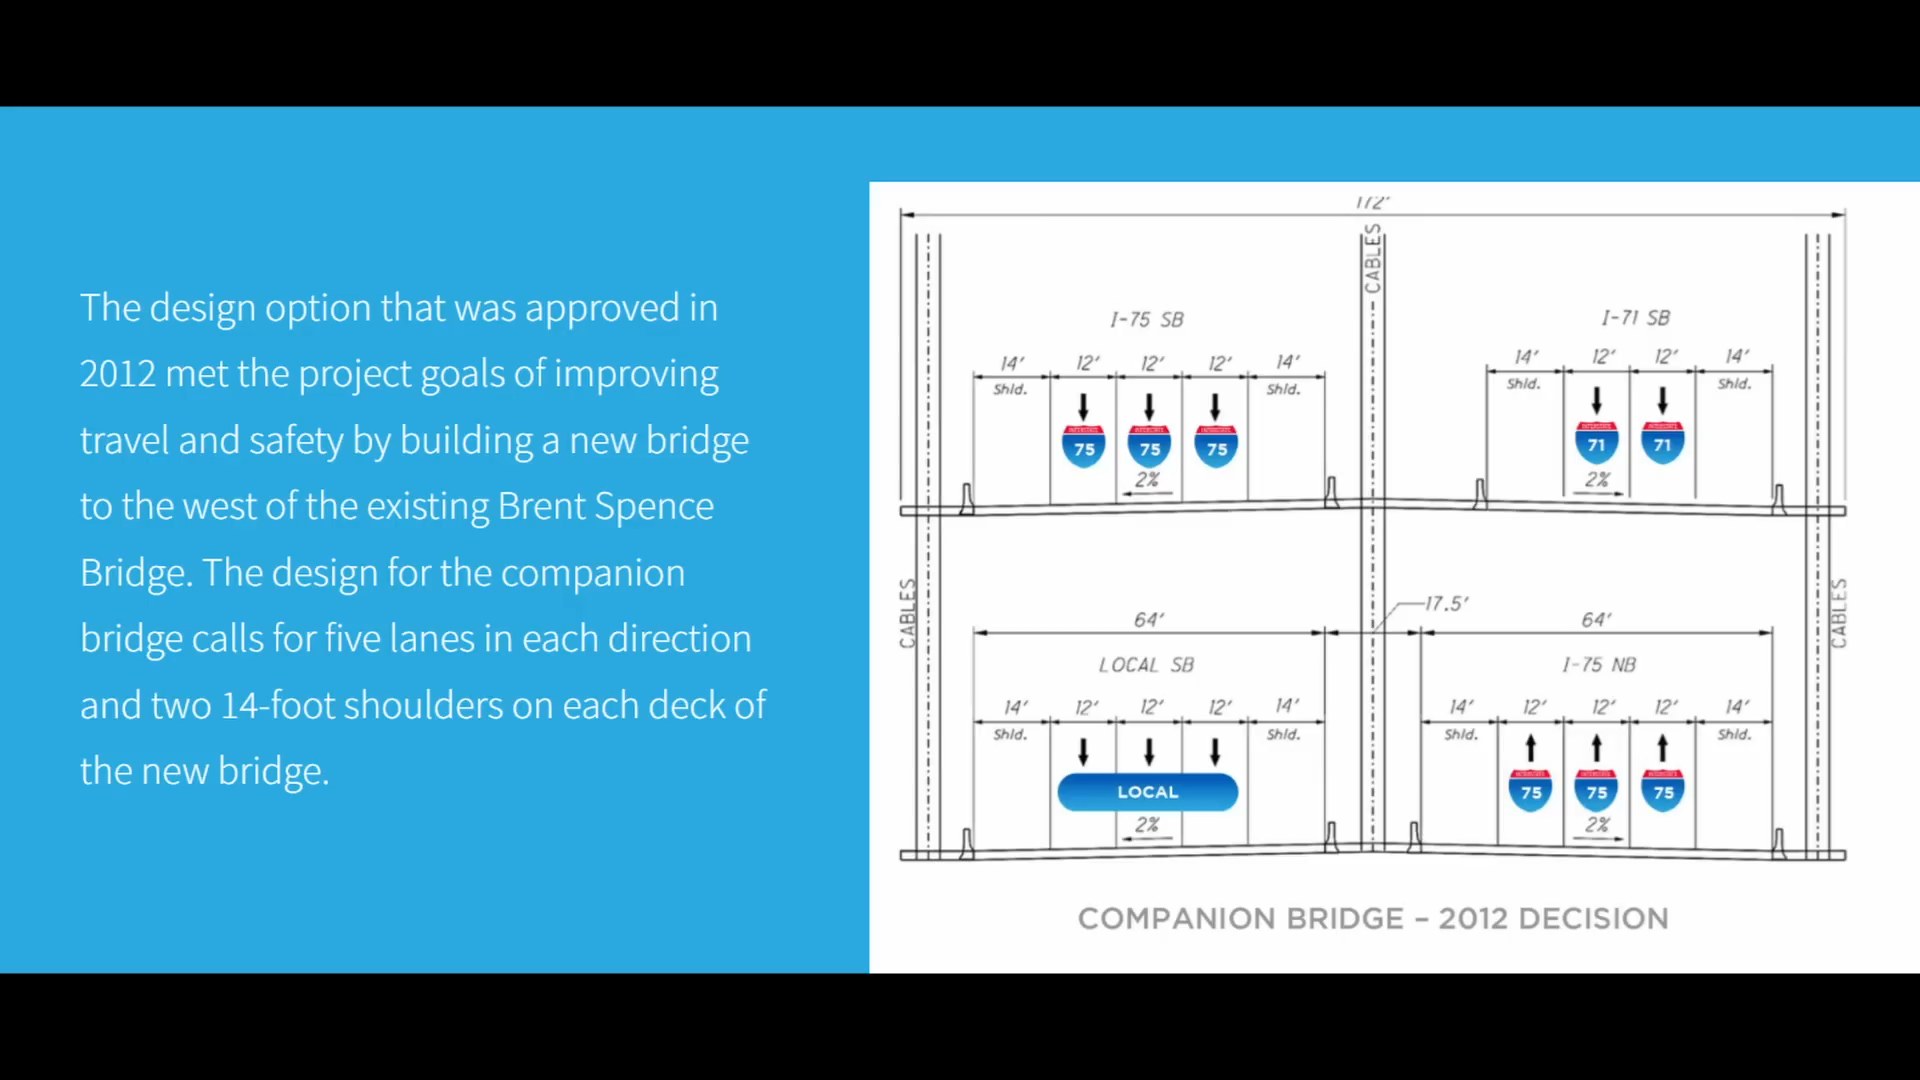 The design option that was approved in
2012 met the project goals of improving
travel and safety by building a new bridge
to the west of the existing Brent Spence
Bridge. The design for the companion
bridge calls for five lanes in each direction
and two 14-foot shoulders on each deck of
the new bridge.
172'
CABLES
I-75 SB
14' 12' 12' 12' 14'
Shld. Shld.
75 75 75
2%
I-71 SB
14' 12' 12' 14'
Shld. Shld.
71 71
2%
CABLES
CABLES
17.5'
64'
LOCAL SB
14' 12' 12' 12' 14'
Shld. Shld.
LOCAL
2%
64'
I-75 NB
14' 12' 12' 12' 14'
Shld. Shld.
75 75 75
2%
COMPANION BRIDGE – 2012 DECISION